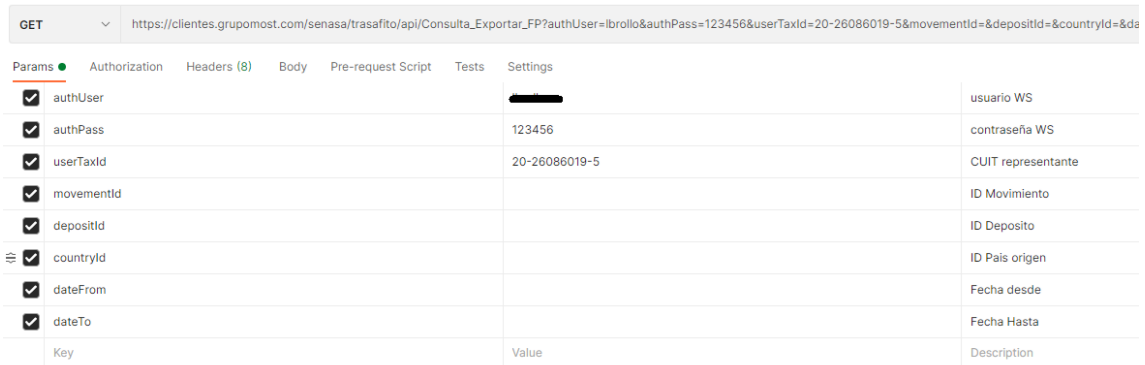 GET https://clientes.grupomost.com/senasa/trasafito/api/Consulta_Exportar_FP?authUser=lbrollo&authPass=123456&userTaxId=20-26086019-5&movementId=&depositId=&countryId=&da
Params Authorization Headers (8) Body Pre-request Script Tests Settings
authUser usuario WS
authPass 123456 contraseña WS
userTaxId 20-26086019-5 CUIT representante
movementId ID Movimiento
depositId ID Deposito
countryId ID Pais origen
dateFrom Fecha desde
dateTo Fecha Hasta
Key Value Description